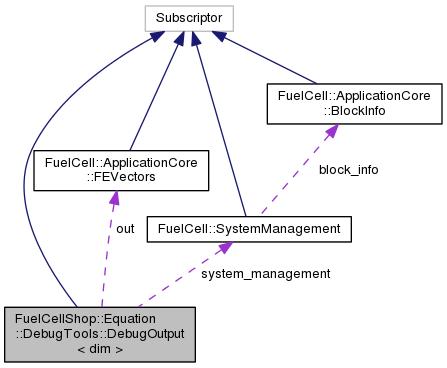 Subscriptor
FuelCell::ApplicationCore
::BlockInfo
FuelCell::ApplicationCore
::FEVectors
block_info
out
FuelCell::SystemManagement
system_management
FuelCellShop::Equation
::DebugTools::DebugOutput
< dim >